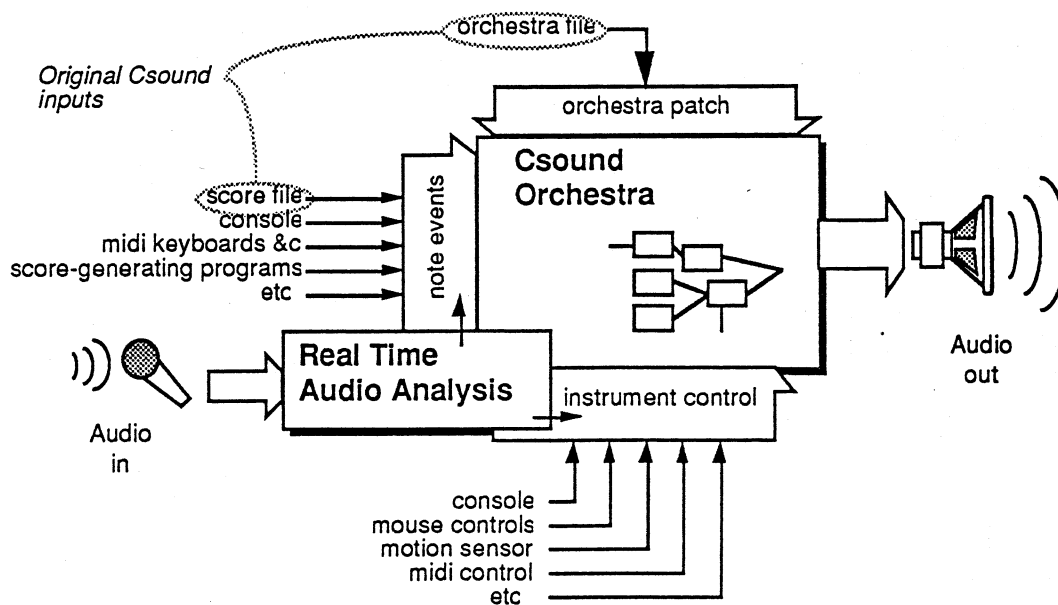 orchestra file
Original Csound
inputs
orchestra patch
Csound
Orchestra
score file
console
midi keyboards &c
score-generating programs
etc
note events
Real Time
Audio Analysis
Audio
in
instrument control
Audio
out
console
mouse controls
motion sensor
midi control
etc